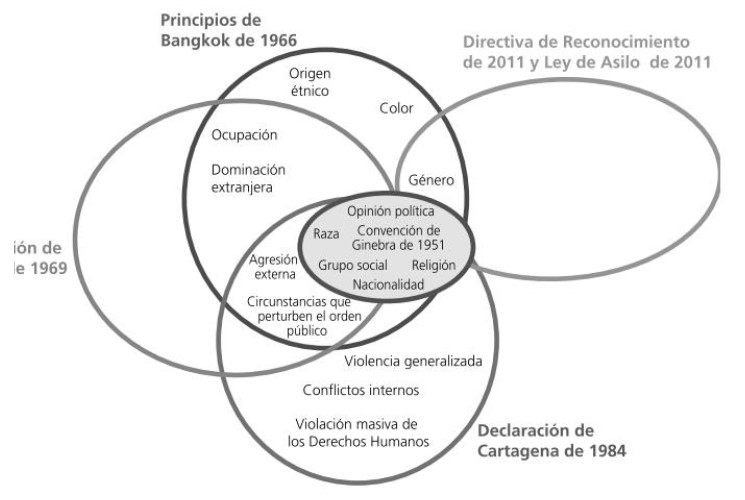 Principios de
Bangkok de 1966
Directiva de Reconocimiento
de 2011 y Ley de Asilo de 2011
Origen
étnico
Color
Ocupación
Dominación
extranjera
Género
Opinión política
Raza
Convención de
Ginebra de 1951
Grupo social
Religión
Nacionalidad
ión de
le 1969
Agresión
externa
Circunstancias que
perturben el orden
público
Violencia generalizada
Conflictos internos
Violación masiva de
los Derechos Humanos
Declaración de
Cartagena de 1984